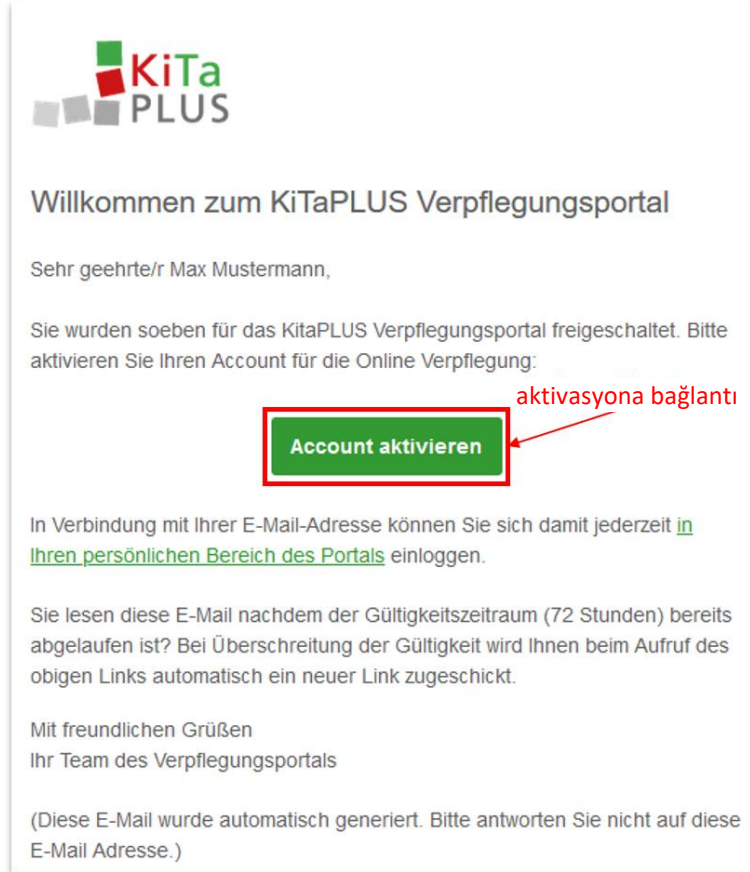 KiTa
PLUS
Willkommen zum KiTaPLUS Verpflegungsportal
Sehr geehrte/r Max Mustermann,
Sie wurden soeben für das KitaPLUS Verpflegungsportal freigeschaltet. Bitte
aktivieren Sie Ihren Account für die Online Verpflegung:
aktivasyona bağlantı
Account aktivieren
In Verbindung mit Ihrer E-Mail-Adresse können Sie sich damit jederzeit in
Ihren persönlichen Bereich des Portals einloggen.
Sie lesen diese E-Mail nachdem der Gültigkeitszeitraum (72 Stunden) bereits
abgelaufen ist? Bei Überschreitung der Gültigkeit wird Ihnen beim Aufruf des
obigen Links automatisch ein neuer Link zugeschickt.
Mit freundlichen Grüßen
Ihr Team des Verpflegungsportals
(Diese E-Mail wurde automatisch generiert. Bitte antworten Sie nicht auf diese
E-Mail Adresse.)